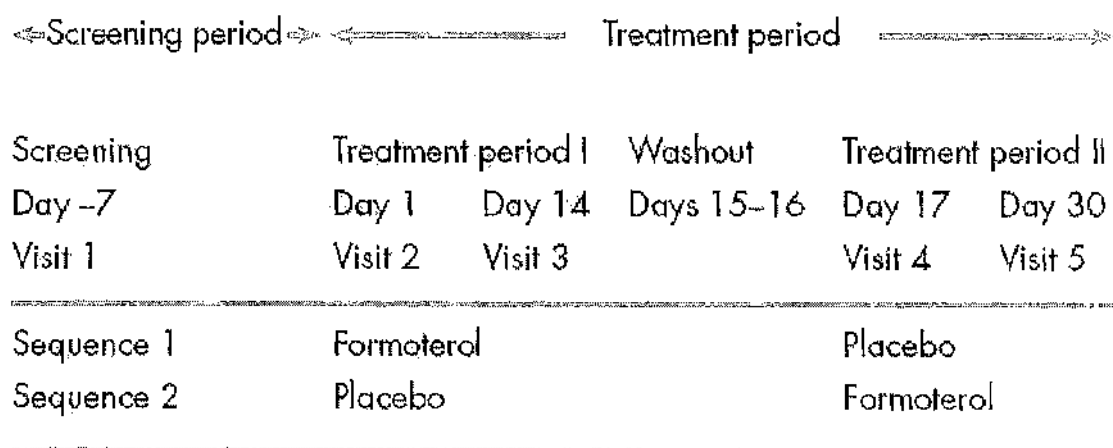 Screening period Treatment period
Screening Treatment period I Washout Treatment period II
Day –7 Day 1 Day 14 Days 15–16 Day 17 Day 30
Visit 1 Visit 2 Visit 3 Visit 4 Visit 5
Sequence 1 Formoterol Placebo
Sequence 2 Placebo Formoterol